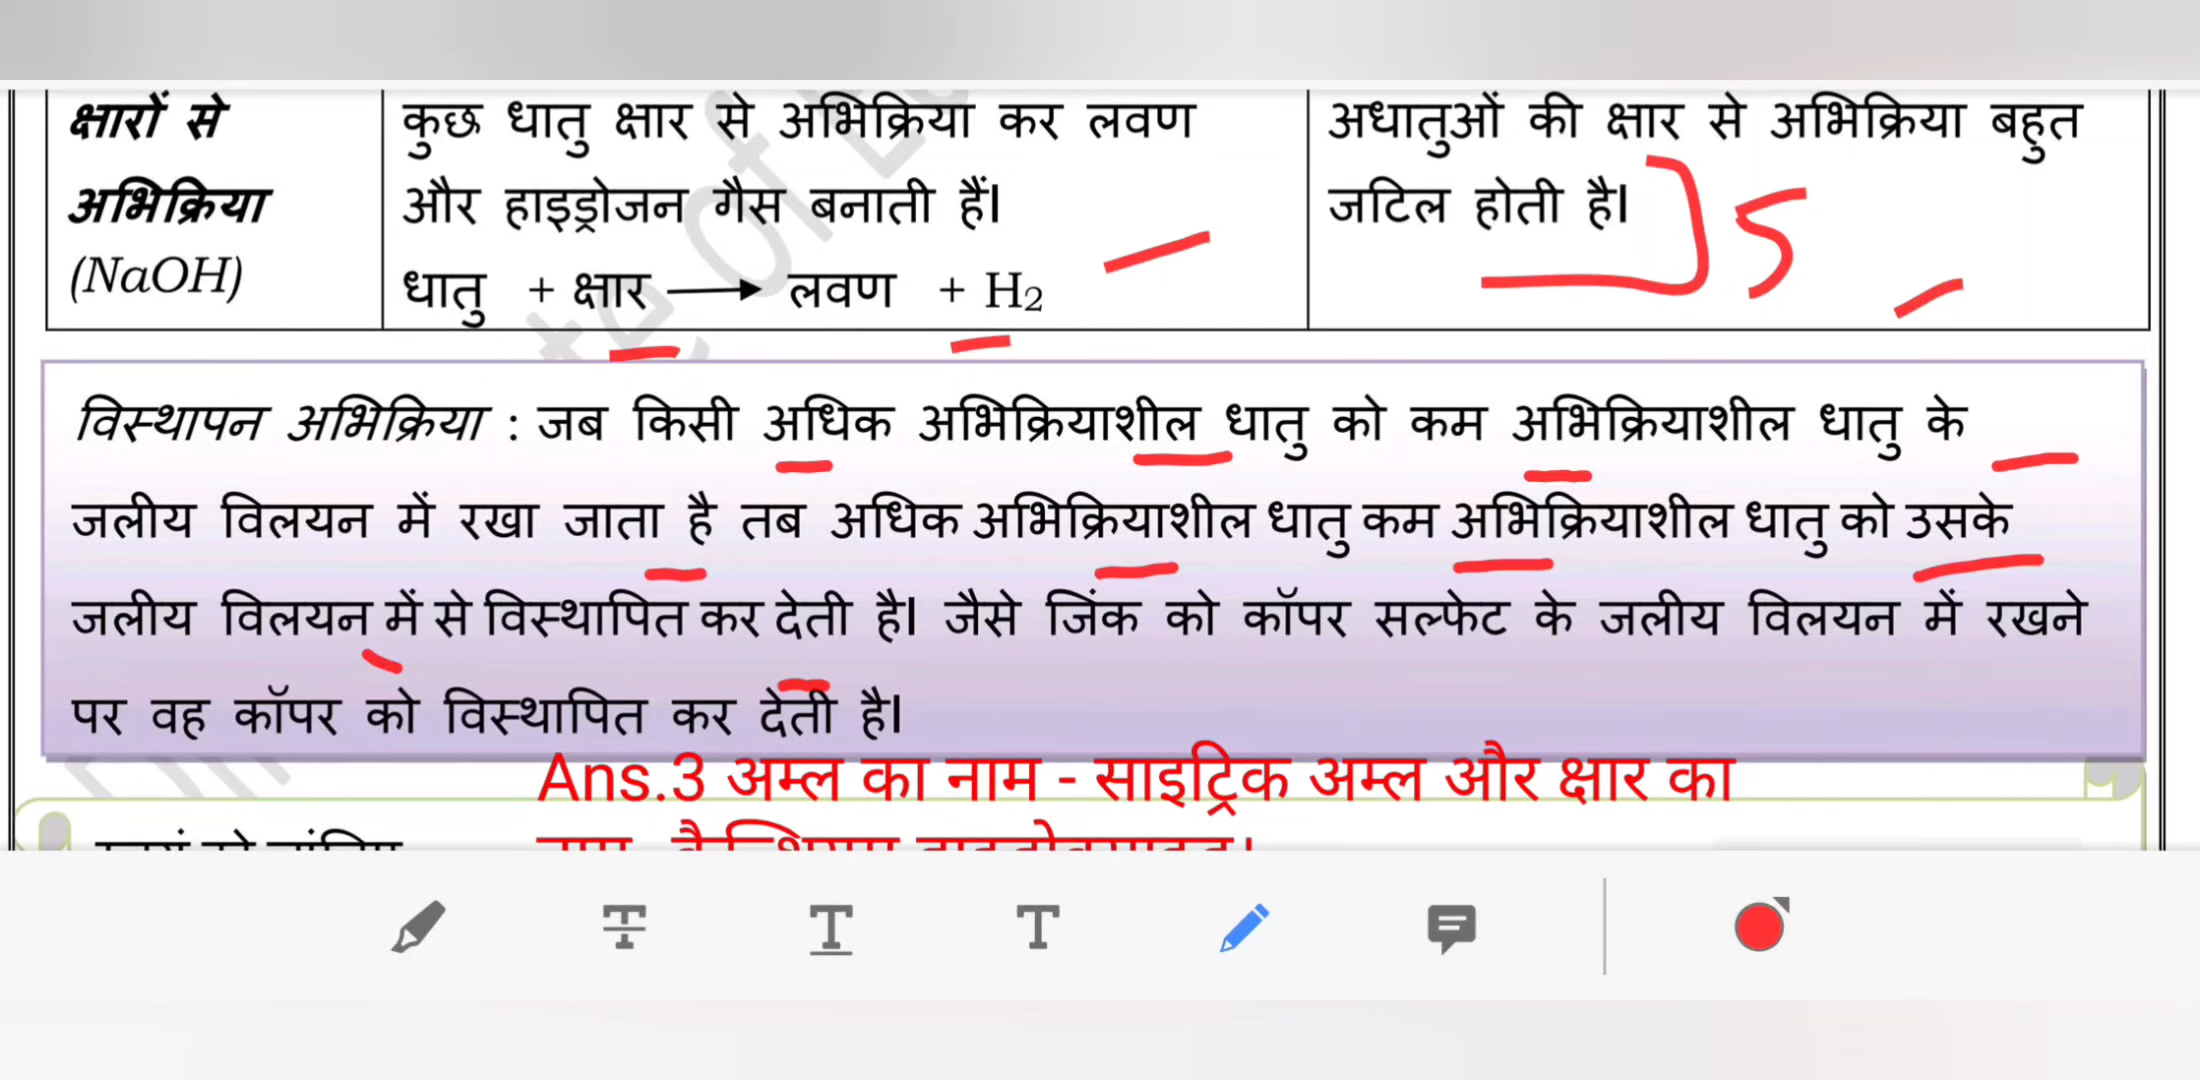 क्षारों से
अभिक्रिया
(NaOH)
कुछ धातु क्षार से अभिक्रिया कर लवण
और हाइड्रोजन गैस बनाती हैं।
धातु + क्षार → लवण + H2
अधातुओं की क्षार से अभिक्रिया बहुत
जटिल होती है।
5
विस्थापन अभिक्रिया : जब किसी अधिक अभिक्रियाशील धातु को कम अभिक्रियाशील धातु के
जलीय विलयन में रखा जाता है तब अधिक अभिक्रियाशील धातु कम अभिक्रियाशील धातु को उसके
जलीय विलयन में से विस्थापित कर देती है। जैसे जिंक को कॉपर सल्फेट के जलीय विलयन में रखने
पर वह कॉपर को विस्थापित कर देती है।
Ans.3 अम्ल का नाम - साइट्रिक अम्ल और क्षार का